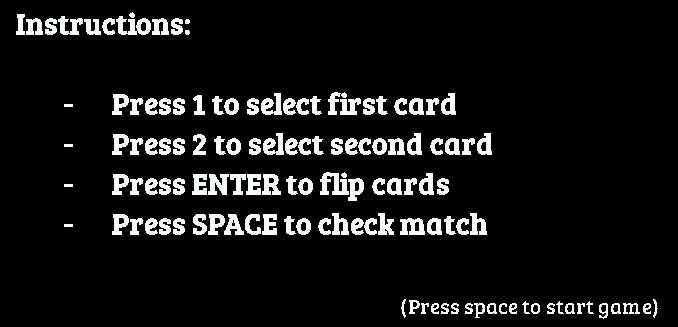 Instructions:
- Press 1 to select first card
- Press 2 to select second card
- Press ENTER to flip cards
- Press SPACE to check match
(Press space to start game)